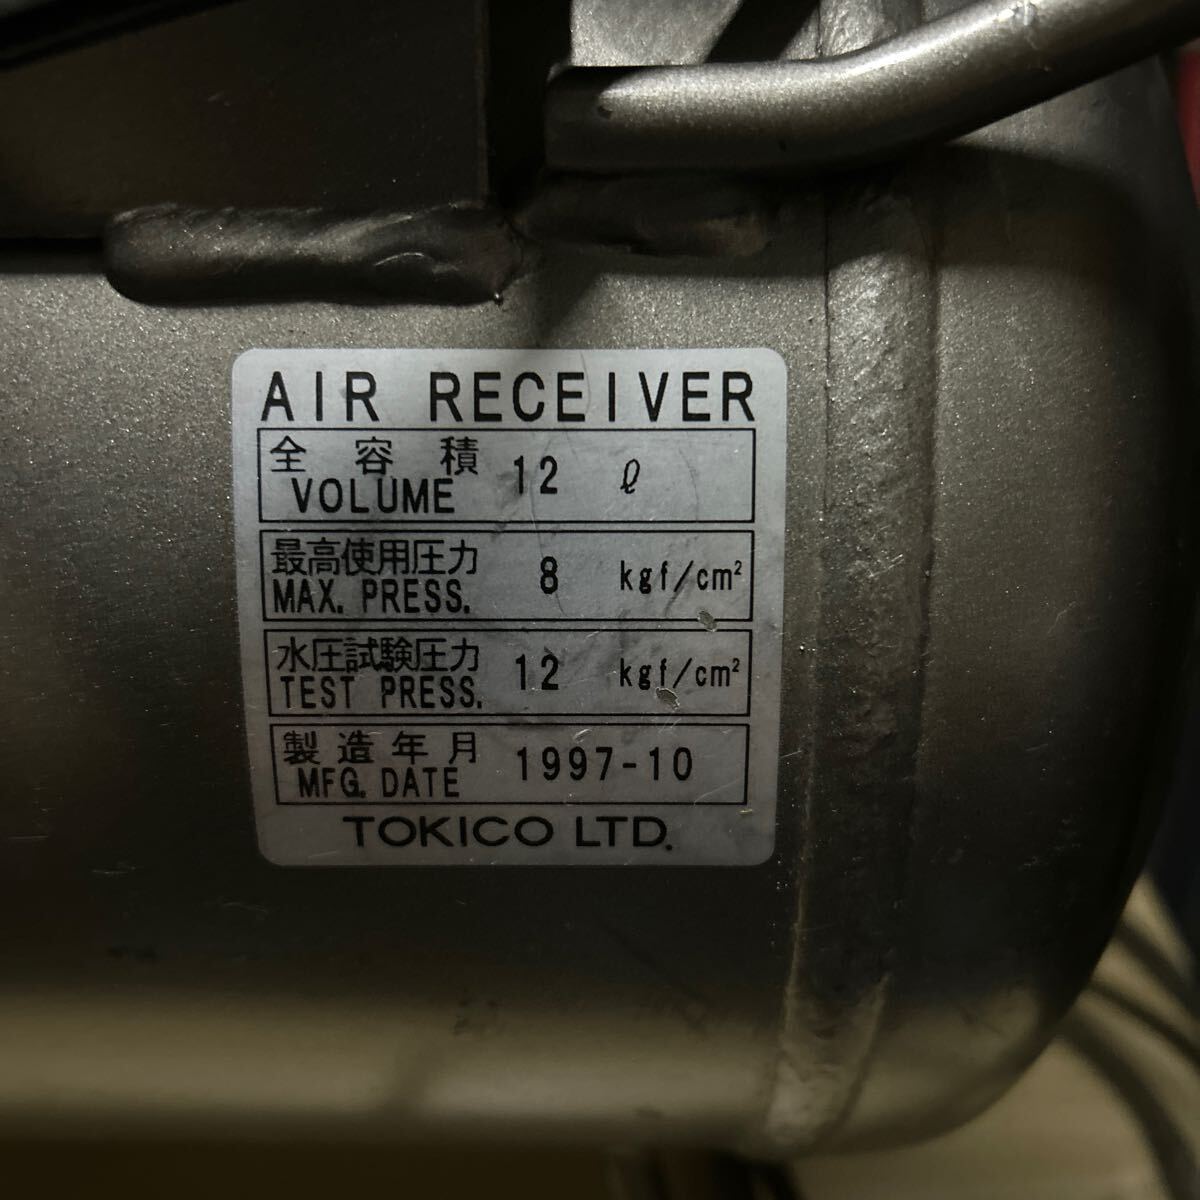 AIR RECEIVER
全容積 12 ℓ
VOLUME
最高使用圧力 8 kgf/cm²
MAX. PRESS.
水圧試験圧力 12 kgf/cm²
TEST PRESS.
製造年月 1997-10
MFG. DATE
TOKICO LTD.